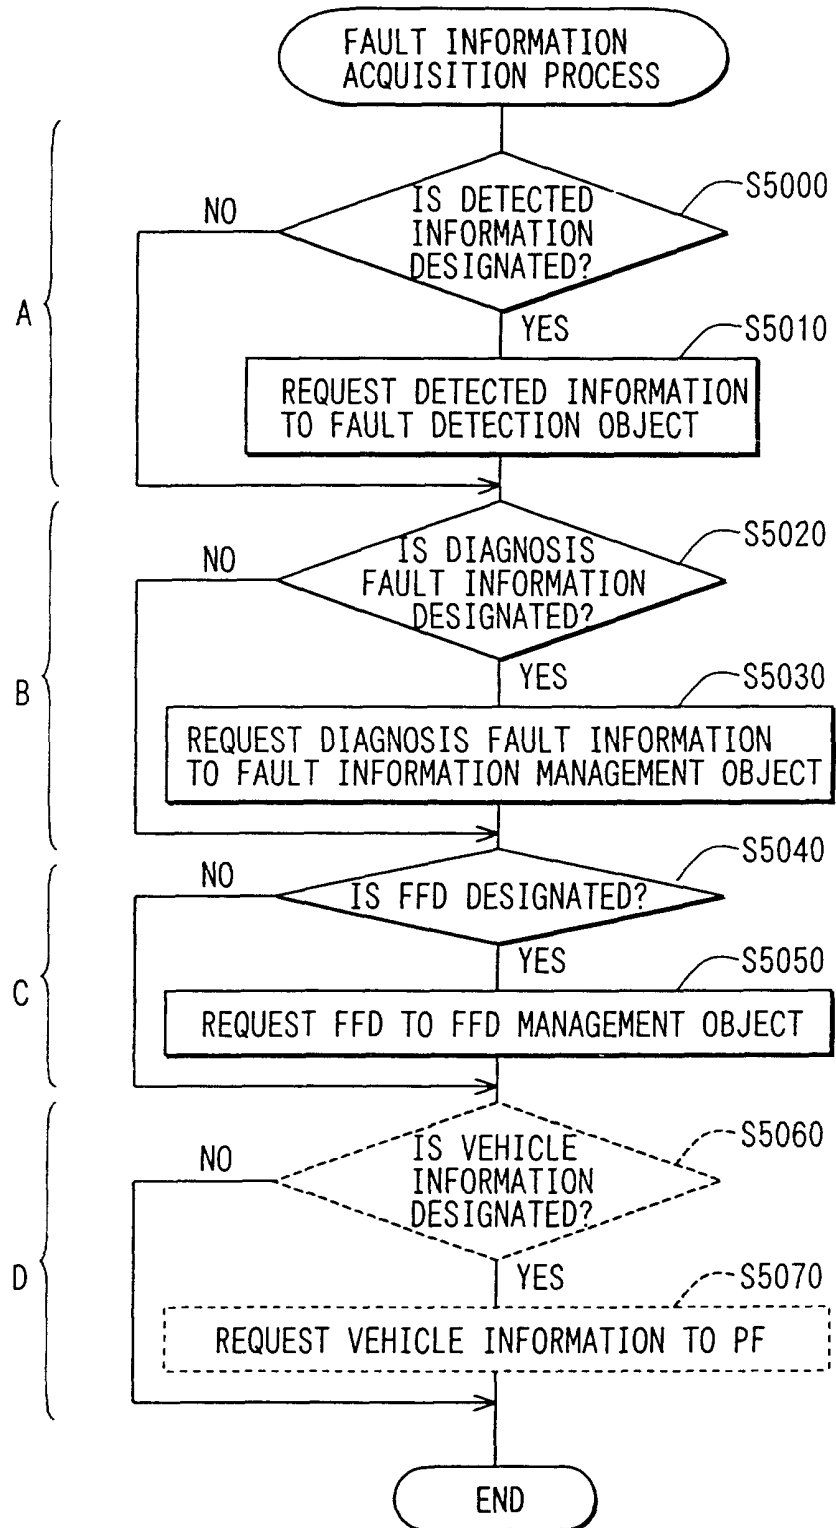 FAULT INFORMATION
ACQUISITION PROCESS
S5000
NO
IS DETECTED
INFORMATION
DESIGNATED?
A
YES
S5010
REQUEST DETECTED INFORMATION
TO FAULT DETECTION OBJECT
S5020
NO
IS DIAGNOSIS
FAULT INFORMATION
DESIGNATED?
B
YES
S5030
REQUEST DIAGNOSIS FAULT INFORMATION
TO FAULT INFORMATION MANAGEMENT OBJECT
S5040
NO
IS FFD DESIGNATED?
C
YES
S5050
REQUEST FFD TO FFD MANAGEMENT OBJECT
S5060
NO
IS VEHICLE
INFORMATION
DESIGNATED?
D
YES
S5070
REQUEST VEHICLE INFORMATION TO PF
END